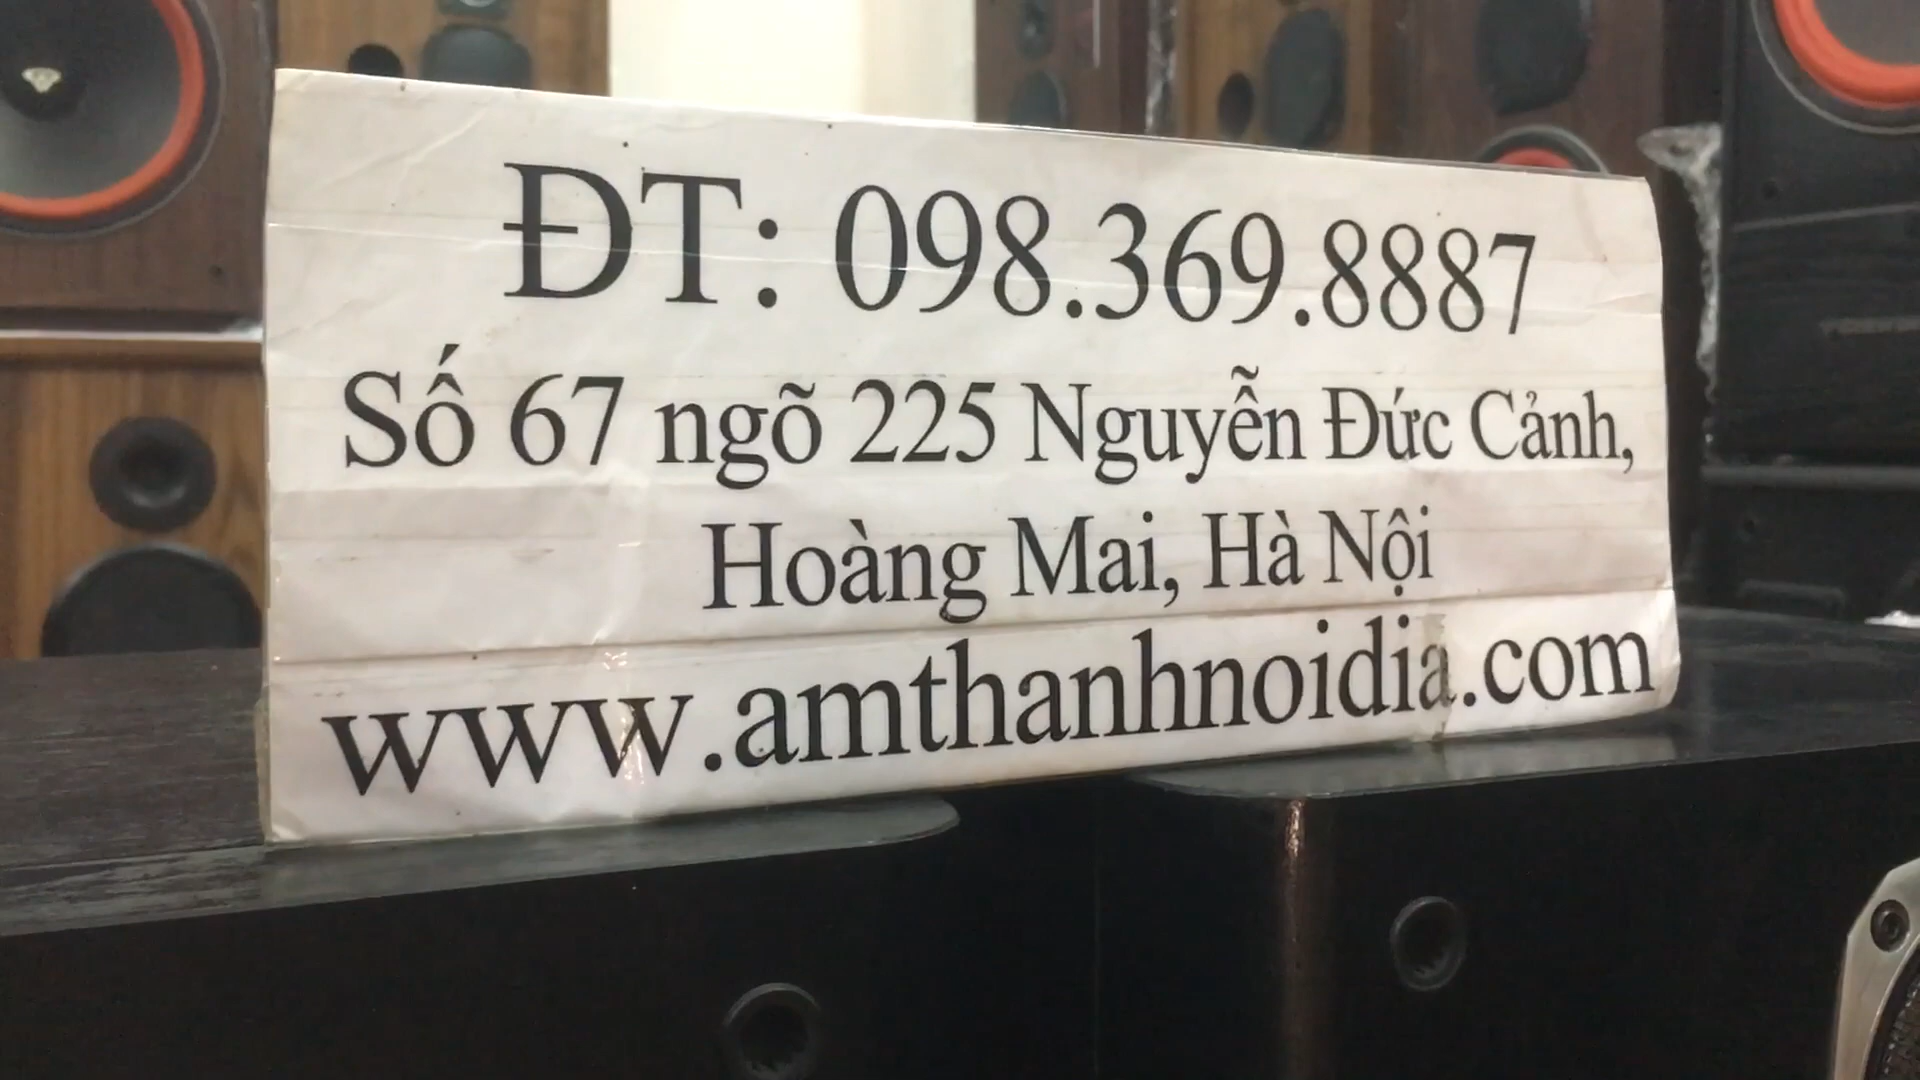 ĐT: 098.369.8887
Số 67 ngõ 225 Nguyễn Đức Cảnh,
Hoàng Mai, Hà Nội
www.amthanhnoidia.com